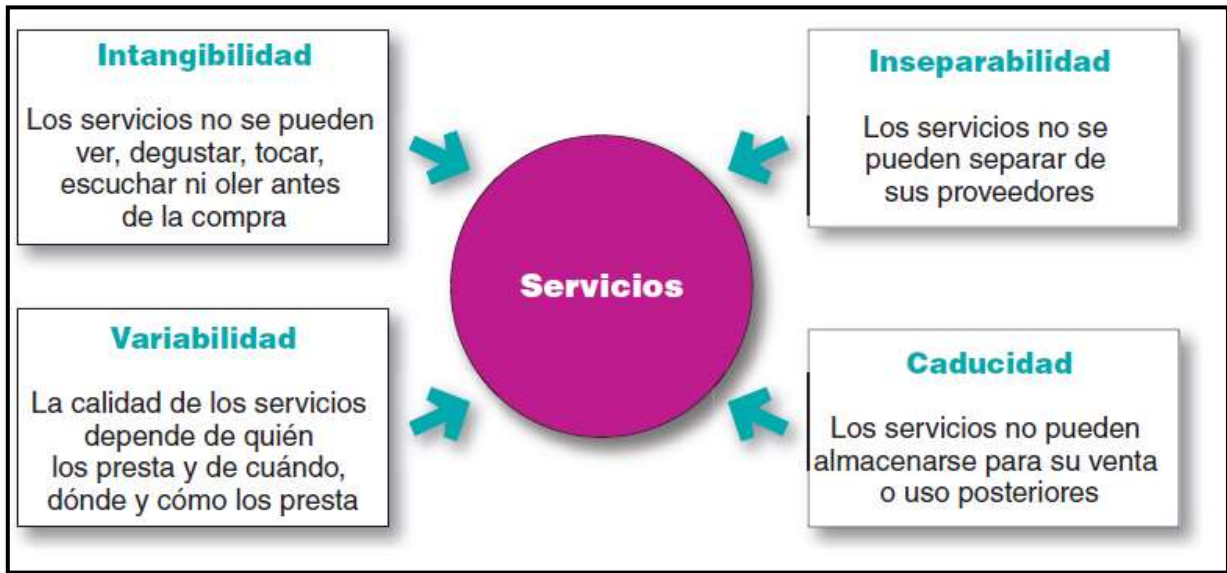 Intangibilidad
Los servicios no se pueden
ver, degustar, tocar,
escuchar ni oler antes
de la compra
Inseparabilidad
Los servicios no se
pueden separar de
sus proveedores
Servicios
Variabilidad
La calidad de los servicios
depende de quién
los presta y de cuándo,
dónde y cómo los presta
Caducidad
Los servicios no pueden
almacenarse para su venta
o uso posteriores